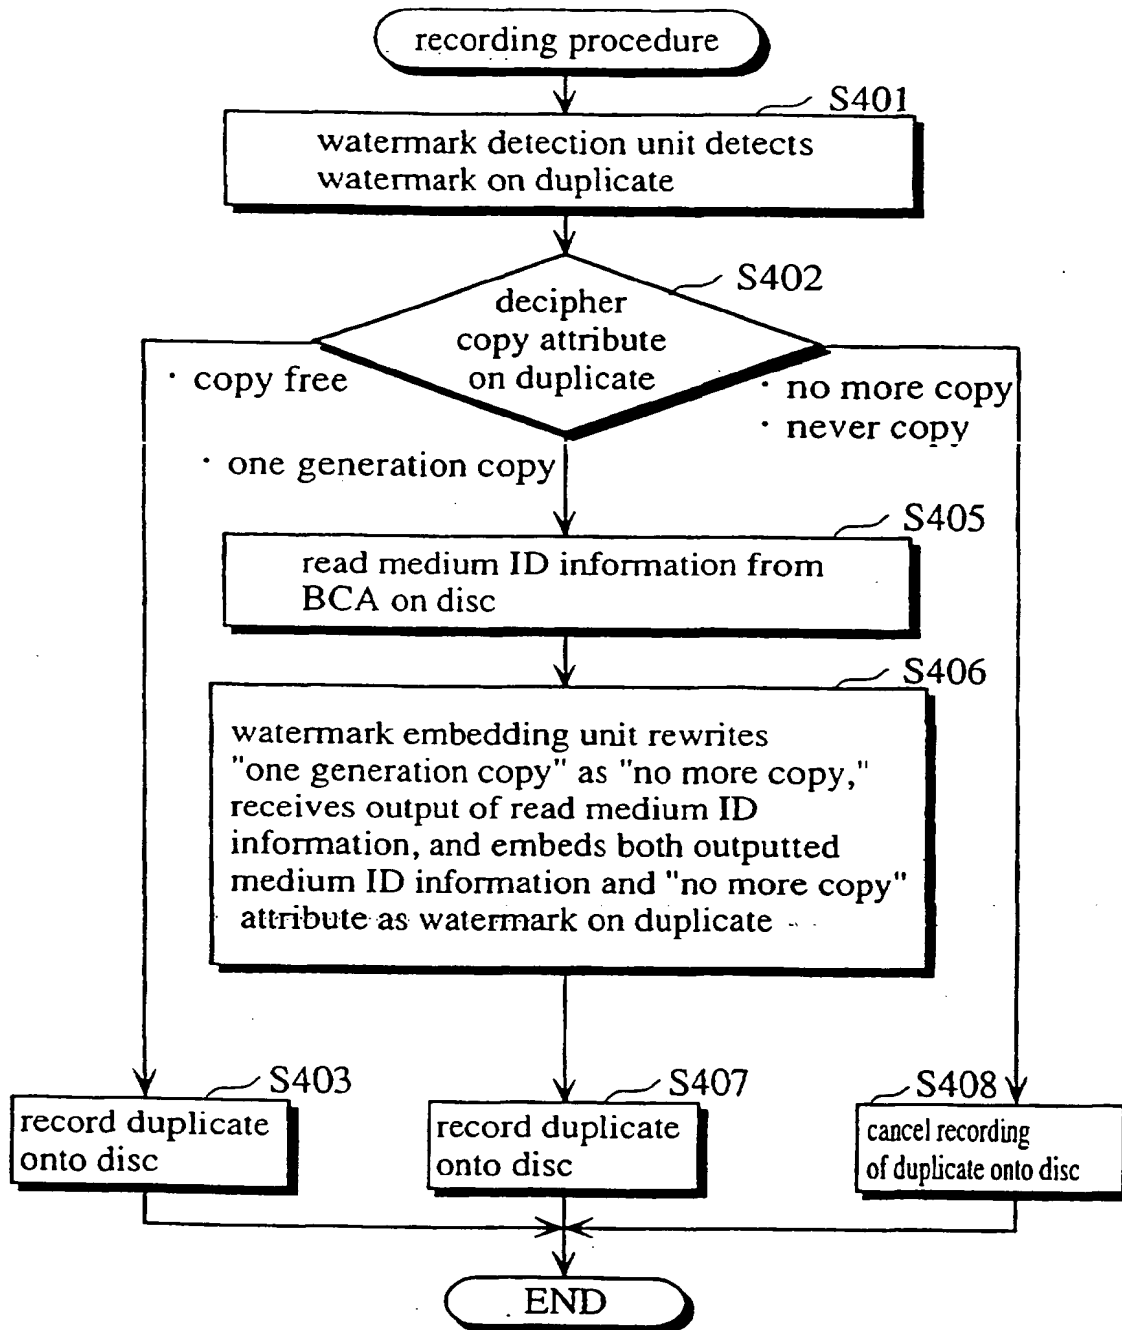 recording procedure
S401
watermark detection unit detects
watermark on duplicate
S402
decipher
copy attribute
on duplicate
· copy free
· no more copy
· never copy
· one generation copy
S405
read medium ID information from
BCA on disc
S406
watermark embedding unit rewrites
"one generation copy" as "no more copy,"
receives output of read medium ID
information, and embeds both outputted
medium ID information and "no more copy"
attribute as watermark on duplicate
S403
record duplicate
onto disc
S407
record duplicate
onto disc
S408
cancel recording
of duplicate onto disc
END